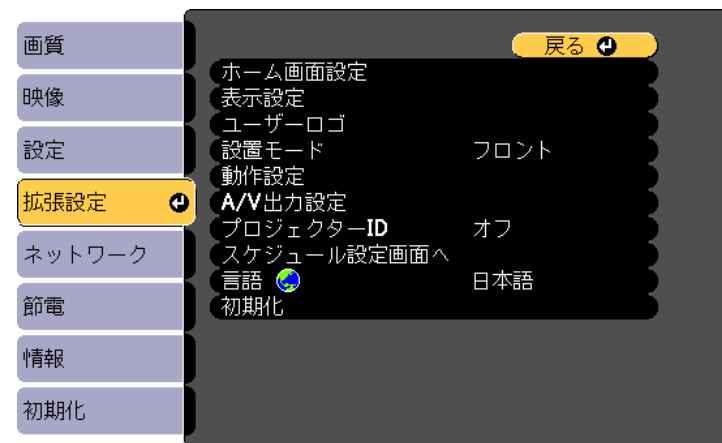 画質
映像
設定
拡張設定
ネットワーク
節電
情報
初期化
戻る
ホーム画面設定
表示設定
ユーザーロゴ
設置モード フロント
動作設定
A/V出力設定
プロジェクターID オフ
スケジュール設定画面へ
言語 日本語
初期化